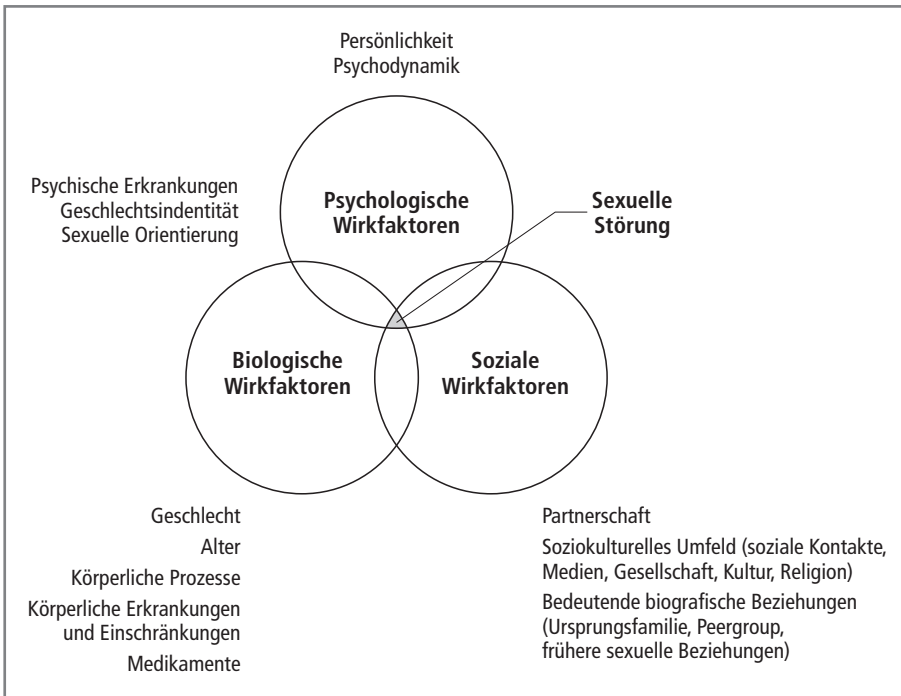 Persönlichkeit
Psychodynamik
Psychische Erkrankungen
Geschlechtsindentität
Sexuelle Orientierung
Psychologische
Wirkfaktoren
Sexuelle
Störung
Biologische
Wirkfaktoren
Soziale
Wirkfaktoren
Geschlecht
Alter
Körperliche Prozesse
Körperliche Erkrankungen
und Einschränkungen
Medikamente
Partnerschaft
Soziokulturelles Umfeld (soziale Kontakte,
Medien, Gesellschaft, Kultur, Religion)
Bedeutende biografische Beziehungen
(Ursprungsfamilie, Peergroup,
frühere sexuelle Beziehungen)